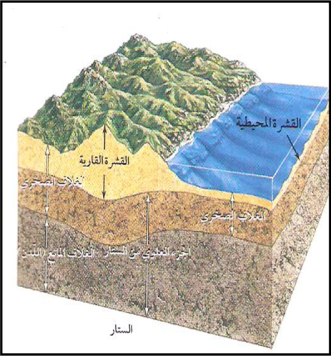 القشرة المحيطية
القشرة القارية
الغلاف الصخري
الغلاف الصخري
الجزء العلوي من الستار
الغلاف المائع (اللدن)
الستار